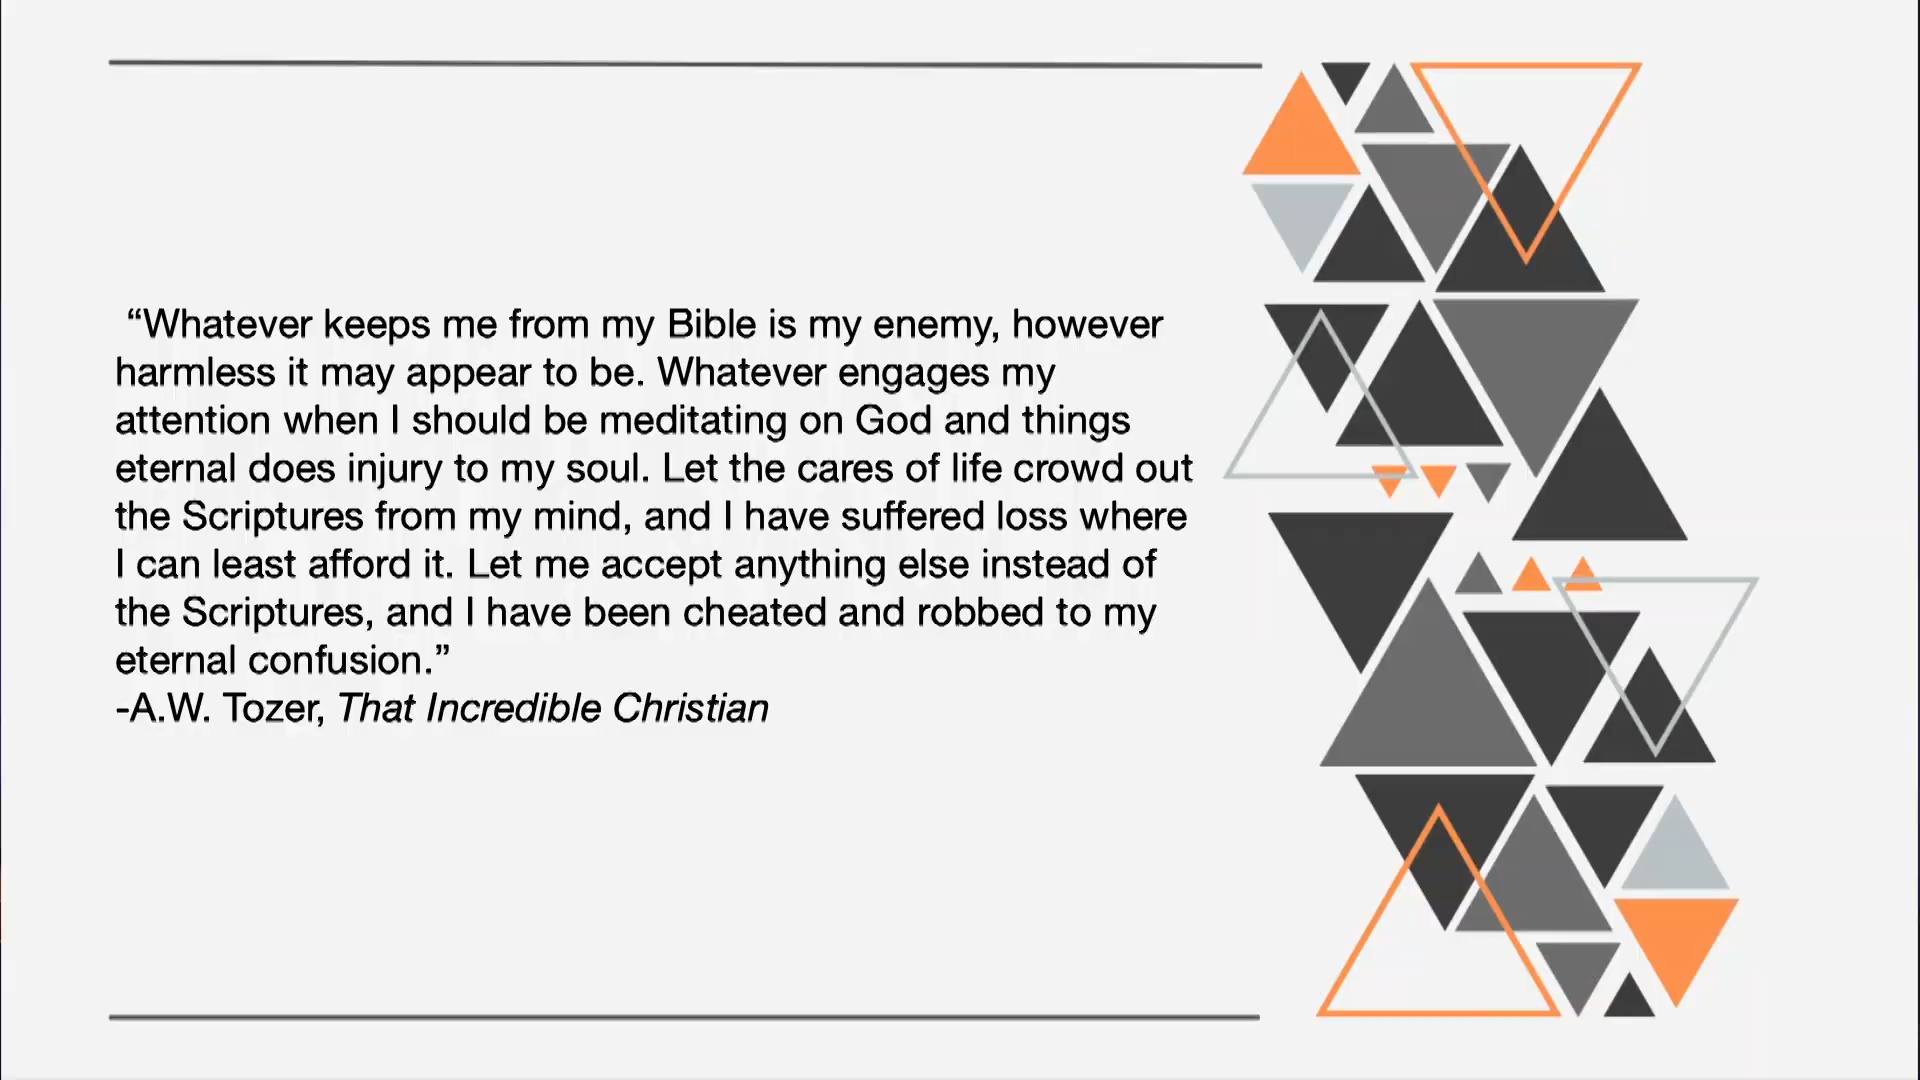 “Whatever keeps me from my Bible is my enemy, however
harmless it may appear to be. Whatever engages my
attention when I should be meditating on God and things
eternal does injury to my soul. Let the cares of life crowd out
the Scriptures from my mind, and I have suffered loss where
I can least afford it. Let me accept anything else instead of
the Scriptures, and I have been cheated and robbed to my
eternal confusion.”
-A.W. Tozer, That Incredible Christian